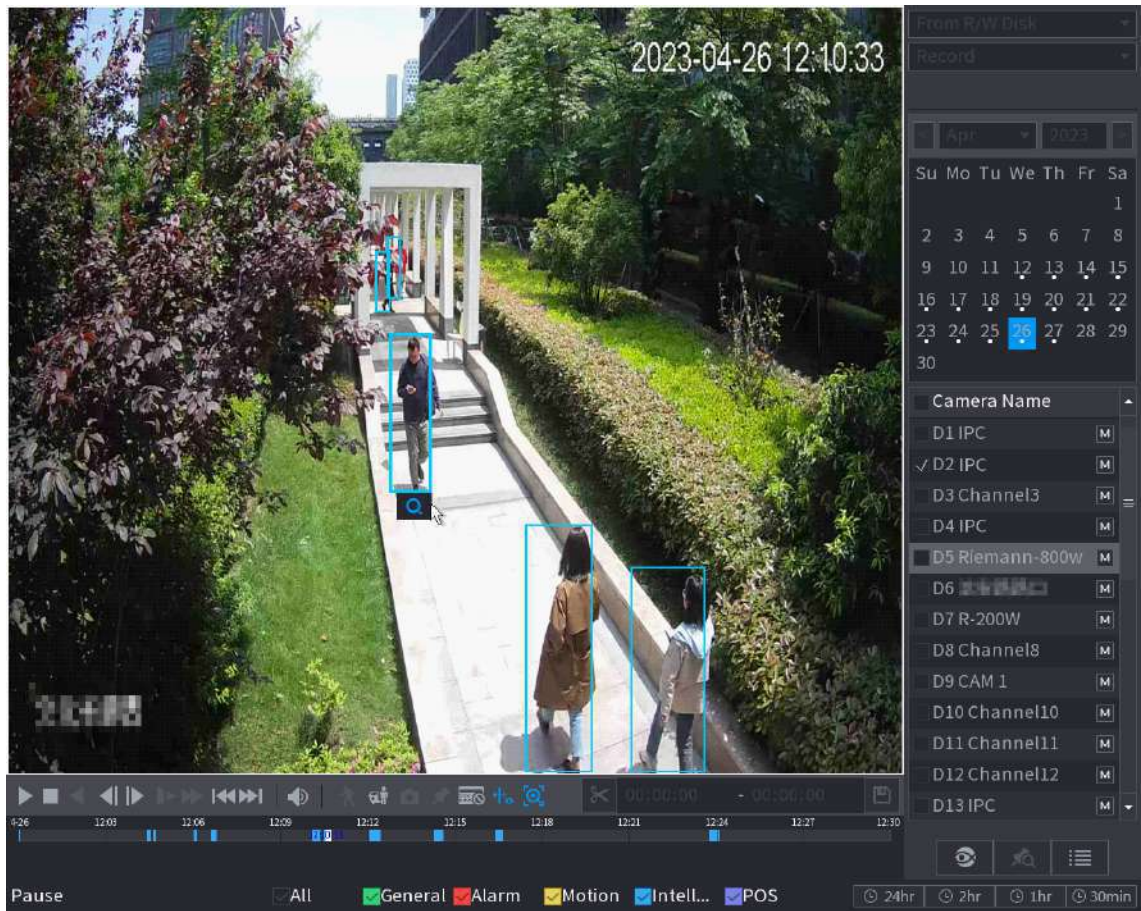 2023-04-26 12:10:33
From R/W Disk
Record
Apr 2023
Su Mo Tu We Th Fr Sa
1
2 3 4 5 6 7 8
9 10 11 12 13 14 15
16 17 18 19 20 21 22
23 24 25 26 27 28 29
30
Camera Name
D1 IPC M
D2 IPC M
D3 Channel3 M
D4 IPC M
D5 Riemann-800w M
D6 M
D7 R-200W M
D8 Channel8 M
D9 CAM 1 M
D10 Channel10 M
D11 Channel11 M
D12 Channel12 M
D13 IPC M
00:00:00 - 00:00:00
4-26 12:03 12:06 12:09 12:12 12:15 12:18 12:21 12:24 12:27 12:30
Pause All General Alarm Motion Intell... POS 24hr 2hr 1hr 30min